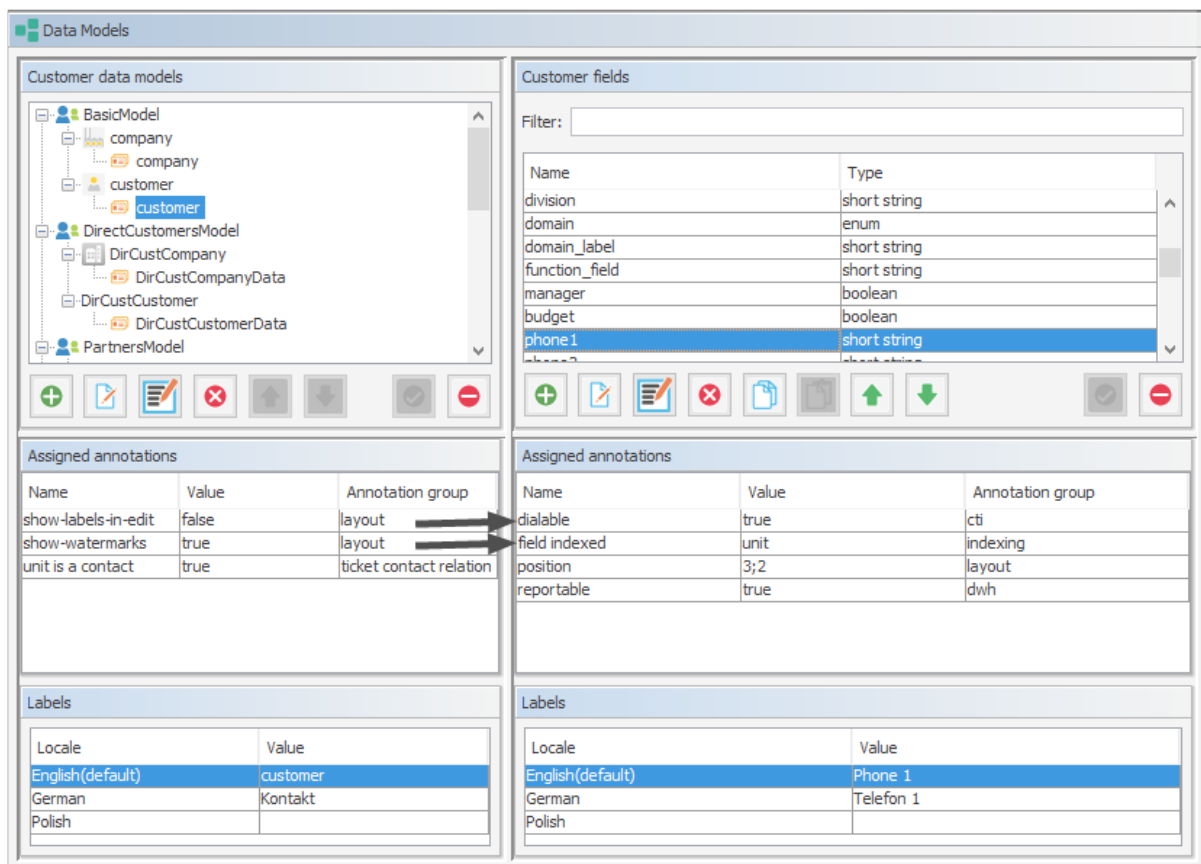 Data Models
Customer data models
BasicModel
company
company
customer
customer
DirectCustomersModel
DirCustCompany
DirCustCompanyData
DirCustCustomer
DirCustCustomerData
PartnersModel
Customer fields
Filter:
Name Type
division short string
domain enum
domain_label short string
function_field short string
manager boolean
budget boolean
phone1 short string
phone2 short string
Assigned annotations
Name Value Annotation group
show-labels-in-edit false layout
show-watermarks true layout
unit is a contact true ticket contact relation
Assigned annotations
Name Value Annotation group
dialable true cti
field indexed unit indexing
position 3;2 layout
reportable true dwh
Labels
Locale Value
English(default) customer
German Kontakt
Polish
Labels
Locale Value
English(default) Phone 1
German Telefon 1
Polish